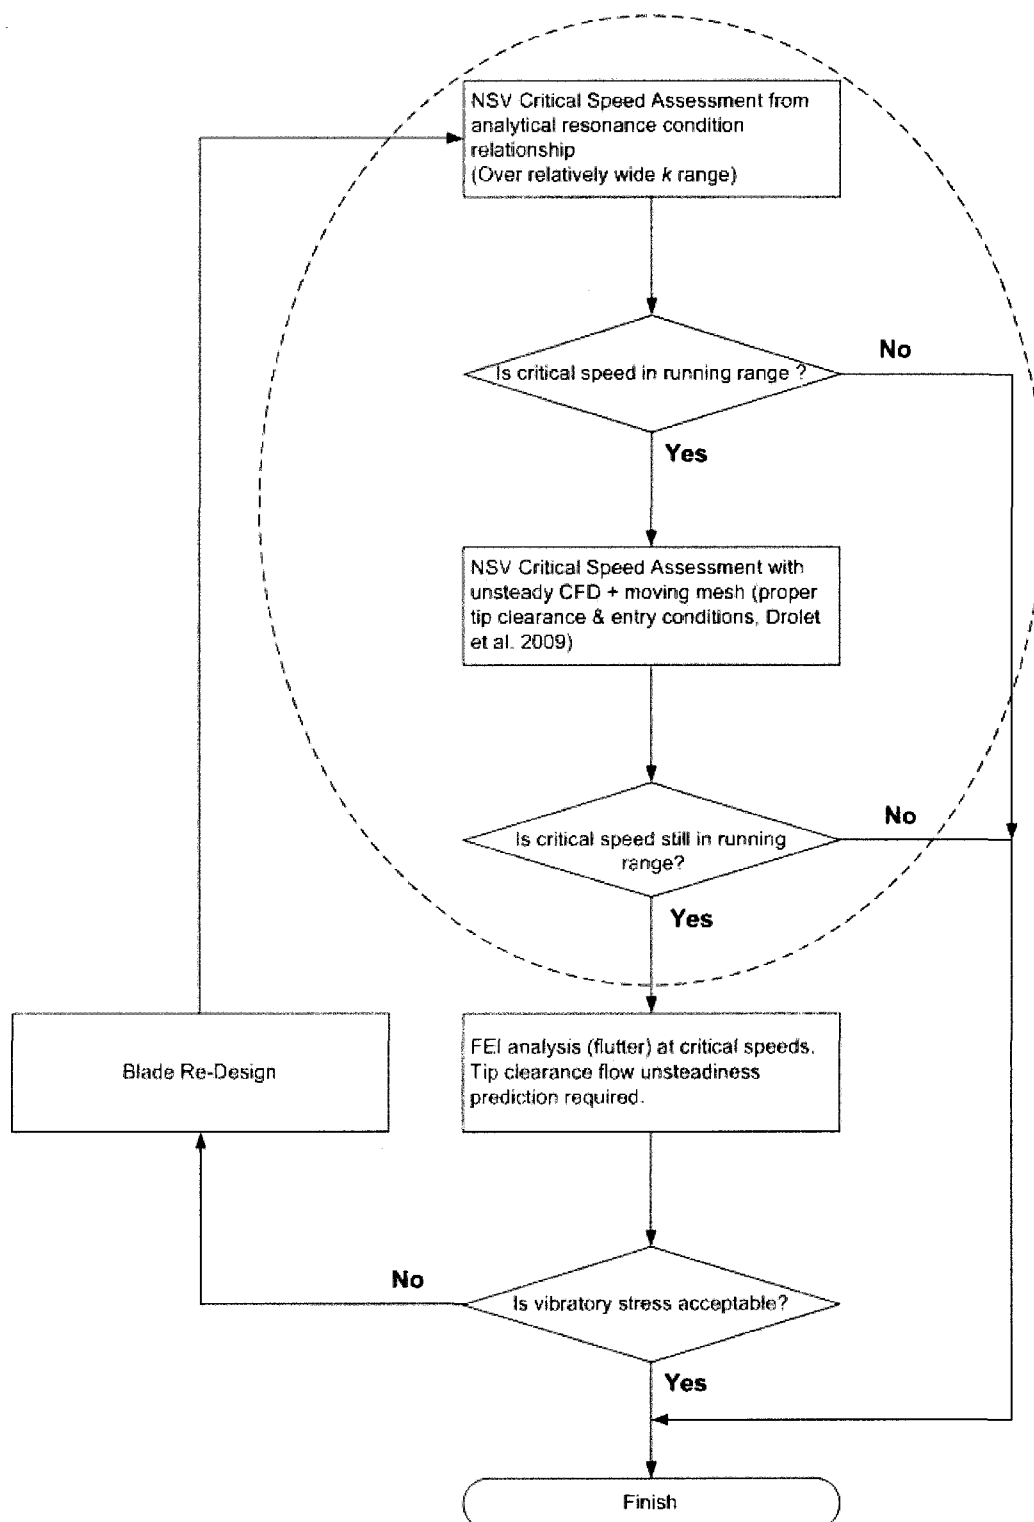 NSV Critical Speed Assessment from
analytical resonance condition
relationship
(Over relatively wide k range)
No
Is critical speed in running range ?
Yes
NSV Critical Speed Assessment with
unsteady CFD + moving mesh (proper
tip clearance & entry conditions, Drolet
et al. 2009)
No
Is critical speed still in running
range?
Yes
Blade Re-Design
FEI analysis (flutter) at critical speeds.
Tip clearance flow unsteadiness
prediction required.
No
Is vibratory stress acceptable?
Yes
Finish